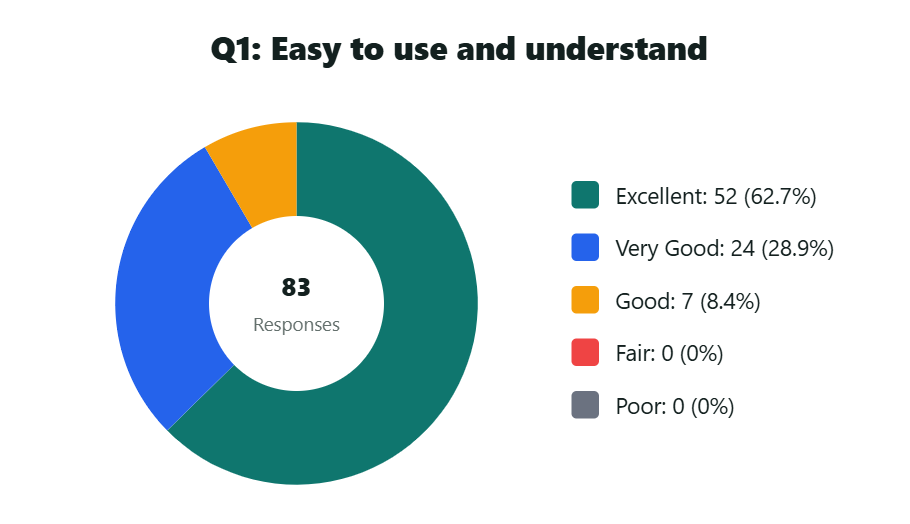 Q1: Easy to use and understand
83
Responses
Excellent: 52 (62.7%)
Very Good: 24 (28.9%)
Good: 7 (8.4%)
Fair: 0 (0%)
Poor: 0 (0%)